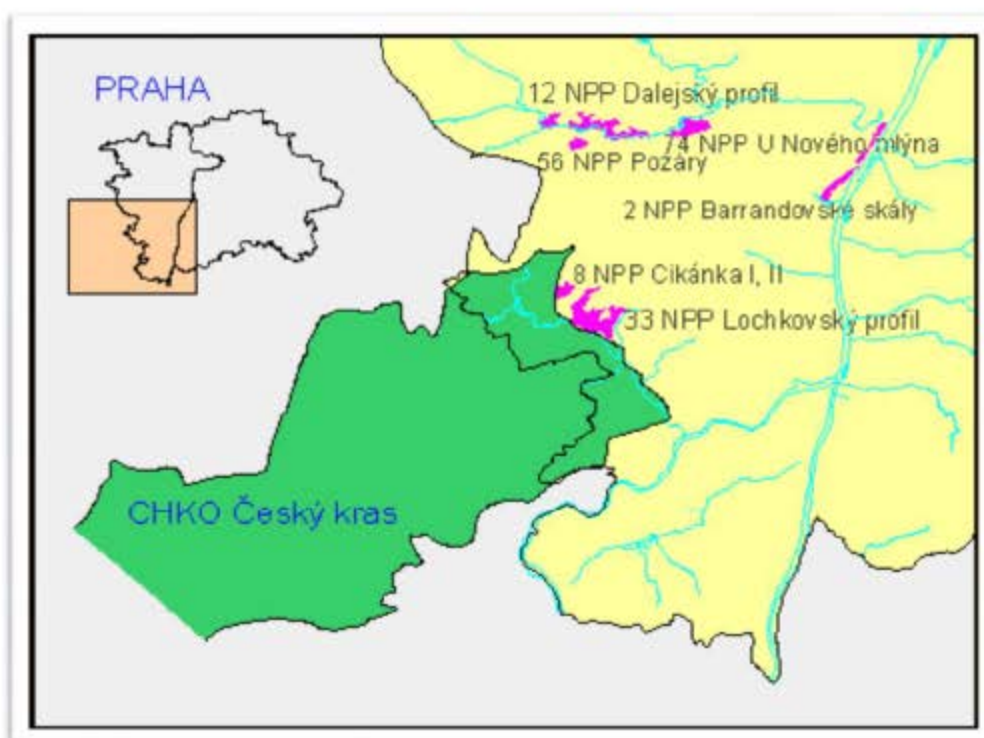 PRAHA
12 NPP Dalejský profil
74 NPP U Nového mlýna
56 NPP Požáry
2 NPP Barrandovské skály
8 NPP Cikánka I, II
33 NPP Lochkovský profil
CHKO Český kras